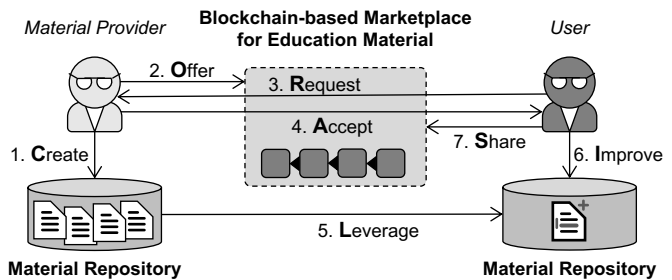 Material Provider
Blockchain-based Marketplace
for Education Material
User
2. Offer
3. Request
4. Accept
7. Share
1. Create
6. Improve
5. Leverage
Material Repository
Material Repository